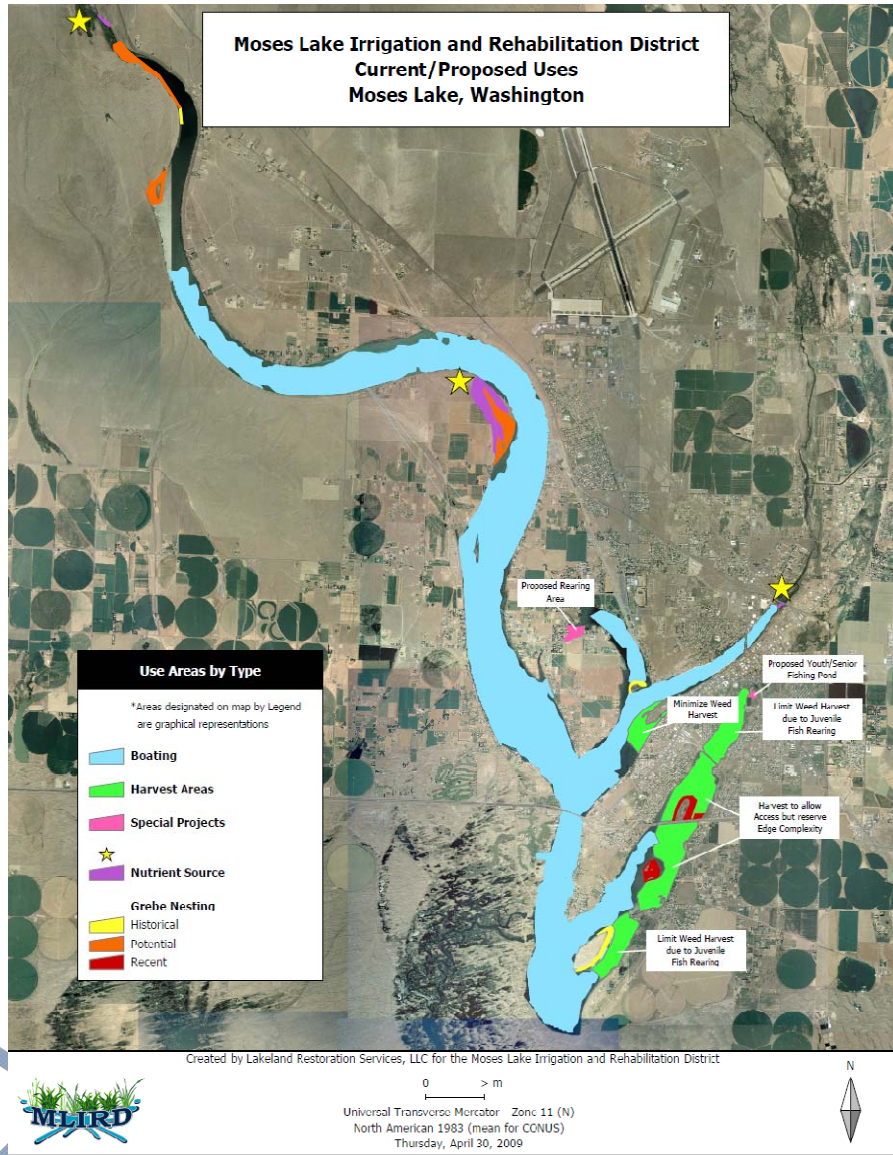 Moses Lake Irrigation and Rehabilitation District
Current/Proposed Uses
Moses Lake, Washington
Proposed Rearing
Area
Proposed Youth/Senior
Fishing Pond
Minimize Weed
Harvest
Limit Weed Harvest
due to Juvenile
Fish Rearing
Harvest to allow
Access but reserve
Edge Complexity
Limit Weed Harvest
due to Juvenile
Fish Rearing
Use Areas by Type
*Areas designated on map by Legend
are graphical representations
Boating
Harvest Areas
Special Projects
Nutrient Source
Grebe Nesting
Historical
Potential
Recent
Created by Lakeland Restoration Services, LLC for the Moses Lake Irrigation and Rehabilitation District
MLIRD
0 > m
Universal Transverse Mercator Zone 11 (N)
North American 1983 (mean for CONUS)
Thursday, April 30, 2009
N